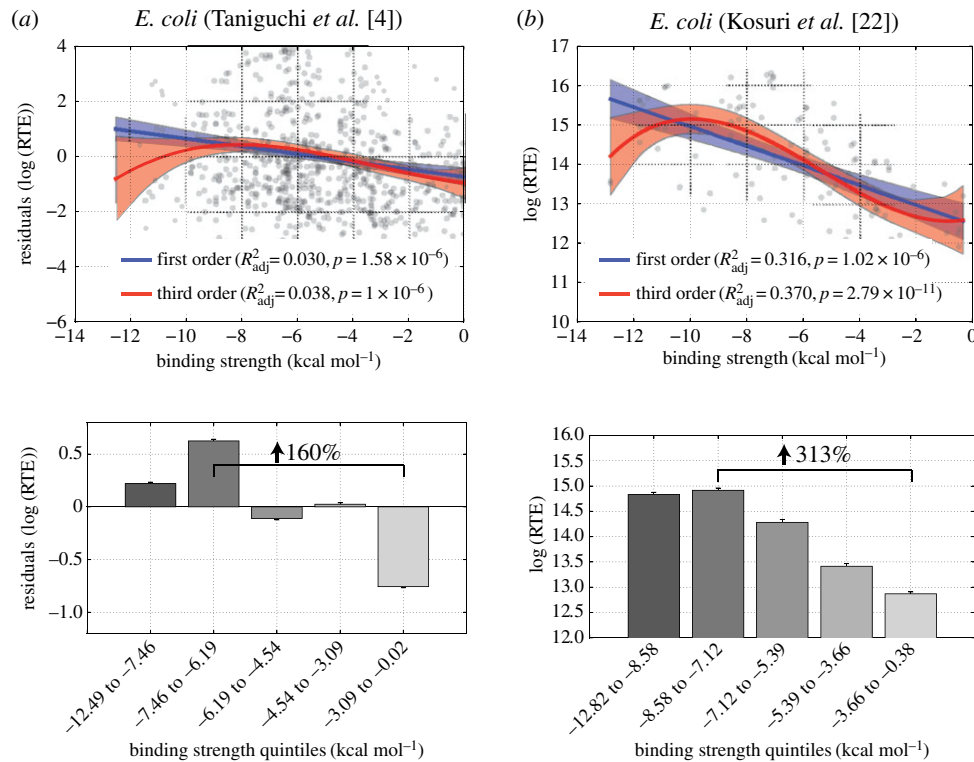 (a) E. coli (Taniguchi et al. [4])
4
2
0
−2
−4
−6
residuals (log (RTE))
first order (R²adj = 0.030, p = 1.58 × 10⁻⁶)
third order (R²adj = 0.038, p = 1 × 10⁻⁶)
−14 −12 −10 −8 −6 −4 −2 0
binding strength (kcal mol⁻¹)
(b) E. coli (Kosuri et al. [22])
17
16
15
14
13
12
11
10
log (RTE)
first order (R²adj = 0.316, p = 1.02 × 10⁻⁶)
third order (R²adj = 0.370, p = 2.79 × 10⁻¹¹)
−14 −12 −10 −8 −6 −4 −2 0
binding strength (kcal mol⁻¹)
0.5
0
−0.5
−1.0
residuals (log (RTE))
160%
−12.49 to −7.46
−7.46 to −6.19
−6.19 to −4.54
−4.54 to −3.09
−3.09 to −0.02
binding strength quintiles (kcal mol⁻¹)
16.0
15.5
15.0
14.5
14.0
13.5
13.0
12.5
12.0
log (RTE)
313%
−12.82 to −8.58
−8.58 to −7.12
−7.12 to −5.39
−5.39 to −3.66
−3.66 to −0.38
binding strength quintiles (kcal mol⁻¹)